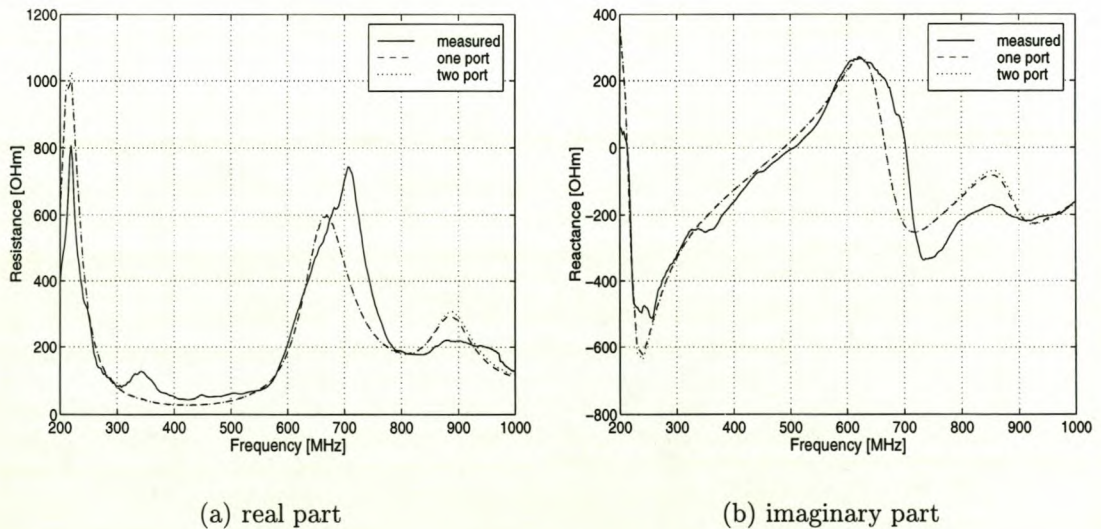 1200
1000
800
600
400
200
0
200
300
400
500
600
700
800
900
1000
Resistance [OHm]
Frequency [MHz]
measured
one port
two port
(a) real part
400
200
0
−200
−400
−600
−800
200
300
400
500
600
700
800
900
1000
Reactance [OHm]
Frequency [MHz]
measured
one port
two port
(b) imaginary part